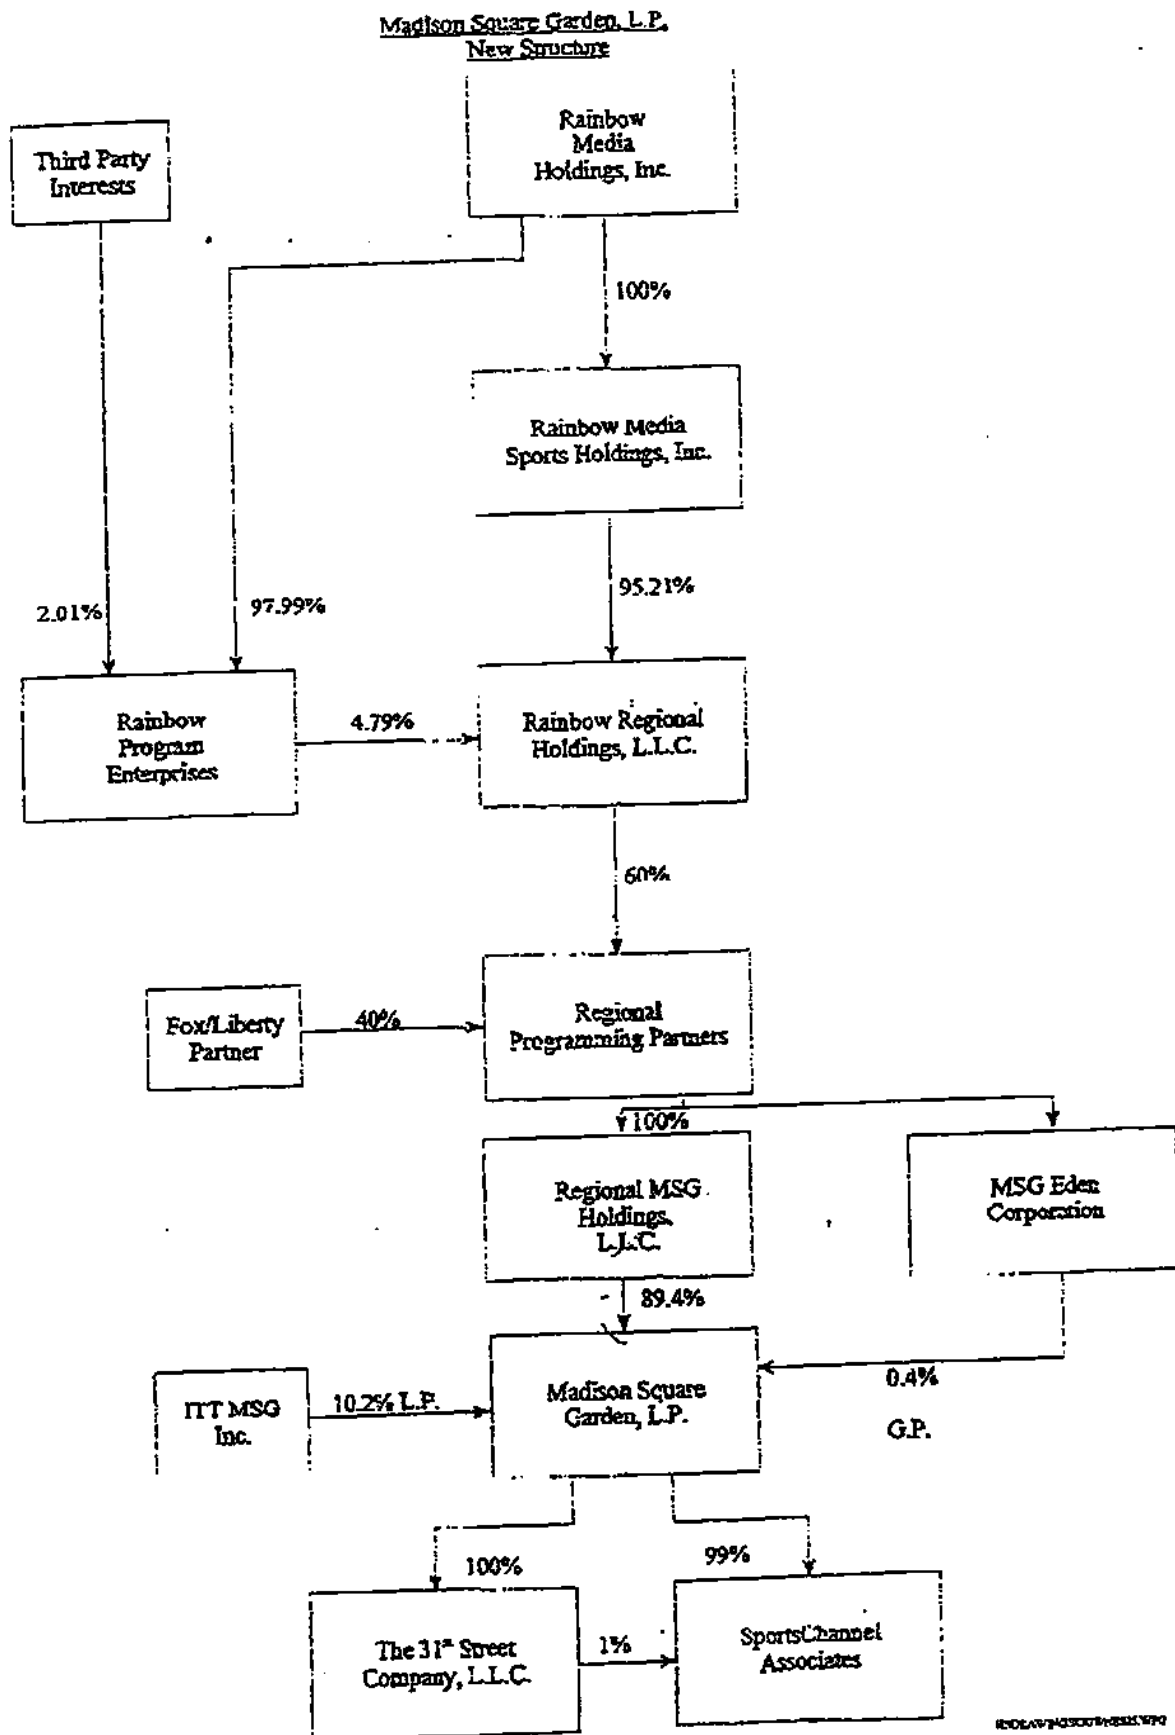 Madison Square Garden, L.P.
New Structure
Rainbow
Media
Holdings, Inc.
Third Party
Interests
100%
Rainbow Media
Sports Holdings, Inc.
2.01%
97.99%
95.21%
Rainbow
Program
Enterprises
4.79%
Rainbow Regional
Holdings, L.L.C.
60%
Fox/Liberty
Partner
40%
Regional
Programming Partners
100%
Regional MSG
Holdings,
L.L.C.
MSG Eden
Corporation
89.4%
ITT MSG
Inc.
10.2% L.P.
Madison Square
Garden, L.P.
0.4%
G.P.
100%
99%
The 31st Street
Company, L.L.C.
1%
SportsChannel
Associates